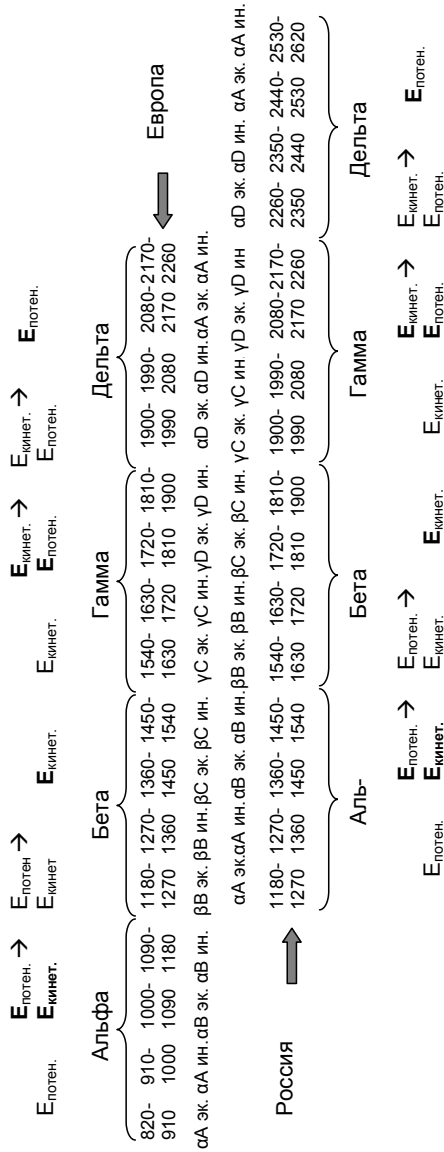 Eпотен. → Eпотен → Eкинет. → Eкинет. →
Eпотен. Eкинет. Eкинет Eкинет. Eкинет. Eпотен. Eпотен. Eпотен.
Альфа Бета Гамма Дельта
Европа
820- 910- 1000- 1090- 1180- 1270- 1360- 1450- 1540- 1630- 1720- 1810- 1900- 1990- 2080- 2170-
910 1000 1090 1180 1270 1360 1450 1540 1630 1720 1810 1900 1990 2080 2170 2260
αA эк. αA ин.αB эк. αB ин. βB эк. βB ин.βC эк. βC ин. γC эк. γC ин.γD эк. γD ин. αD эк. αD ин.αA эк. αA ин.
αA эк.αA ин.αB эк. αB ин.βB эк. βB ин.βC эк. βC ин. γC эк. γC ин γD эк. γD ин αD эк. αD ин. αA эк. αA ин.
1180- 1270- 1360- 1450- 1540- 1630- 1720- 1810- 1900- 1990- 2080- 2170- 2260- 2350- 2440- 2530-
1270 1360 1450 1540 1630 1720 1810 1900 1990 2080 2170 2260 2350 2440 2530 2620
Россия
Аль- Бета Гамма Дельта
Eпотен. → Eпотен. → Eкинет. → Eкинет. →
Eпотен. Eкинет. Eкинет. Eкинет. Eкинет. Eпотен. Eпотен. Eпотен.